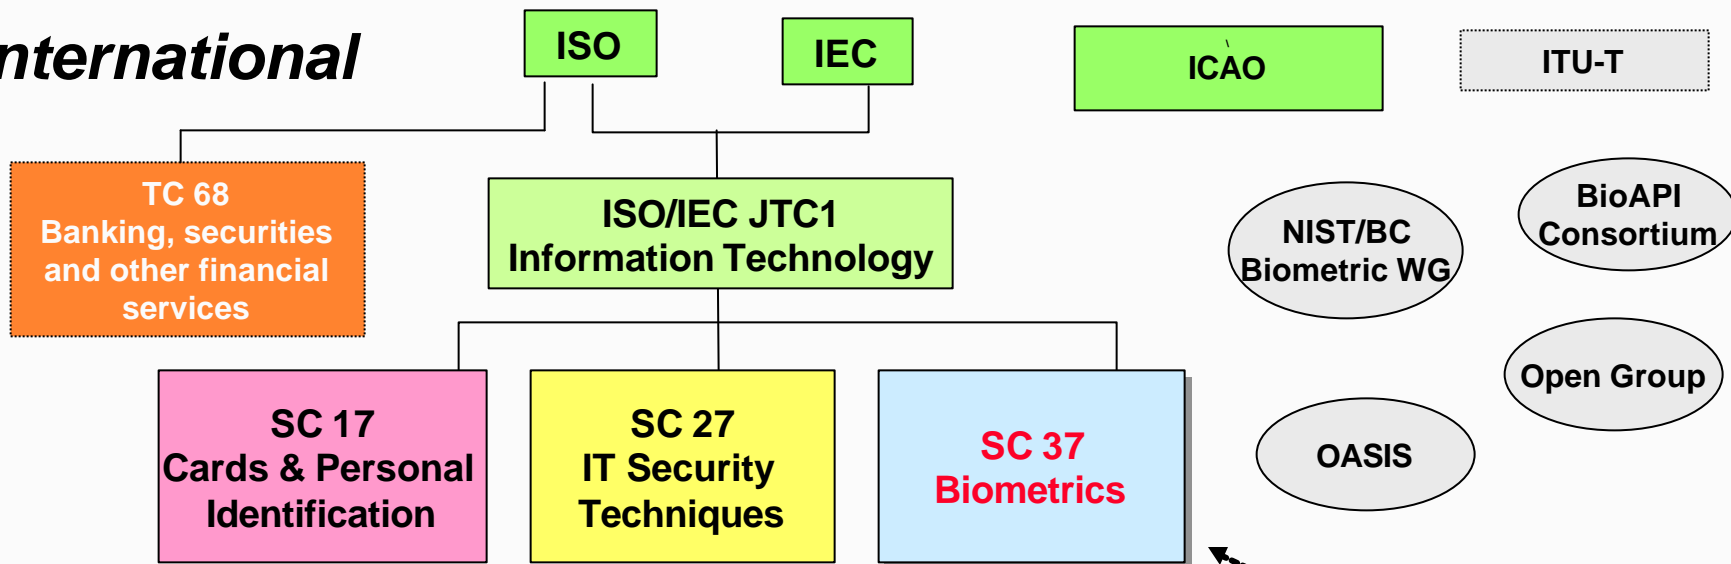 nternational
ISO
IEC
ICAO
ITU-T
TC 68
Banking, securities
and other financial
services
ISO/IEC JTC1
Information Technology
NIST/BC
Biometric WG
BioAPI
Consortium
Open Group
OASIS
SC 17
Cards & Personal
Identification
SC 27
IT Security
Techniques
SC 37
Biometrics